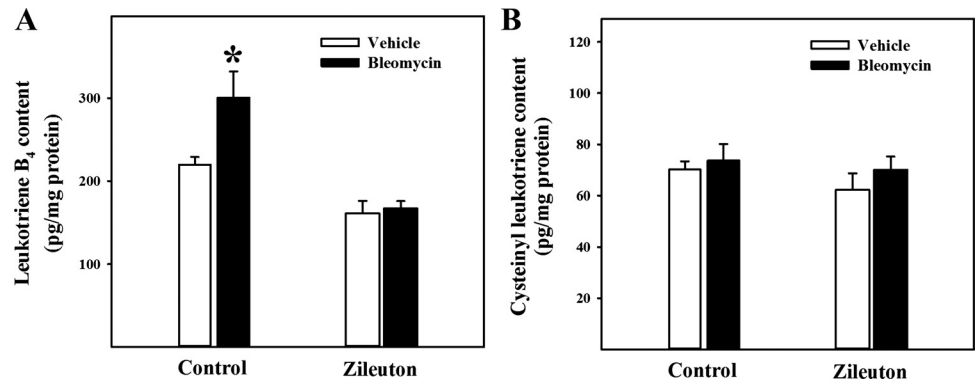 A
Leukotriene B4 content
(pg/mg protein)
300
200
100
*
Vehicle
Bleomycin
Control
Zileuton
B
Cysteinyl leukotriene content
(pg/mg protein)
120
100
80
60
40
20
Vehicle
Bleomycin
Control
Zileuton